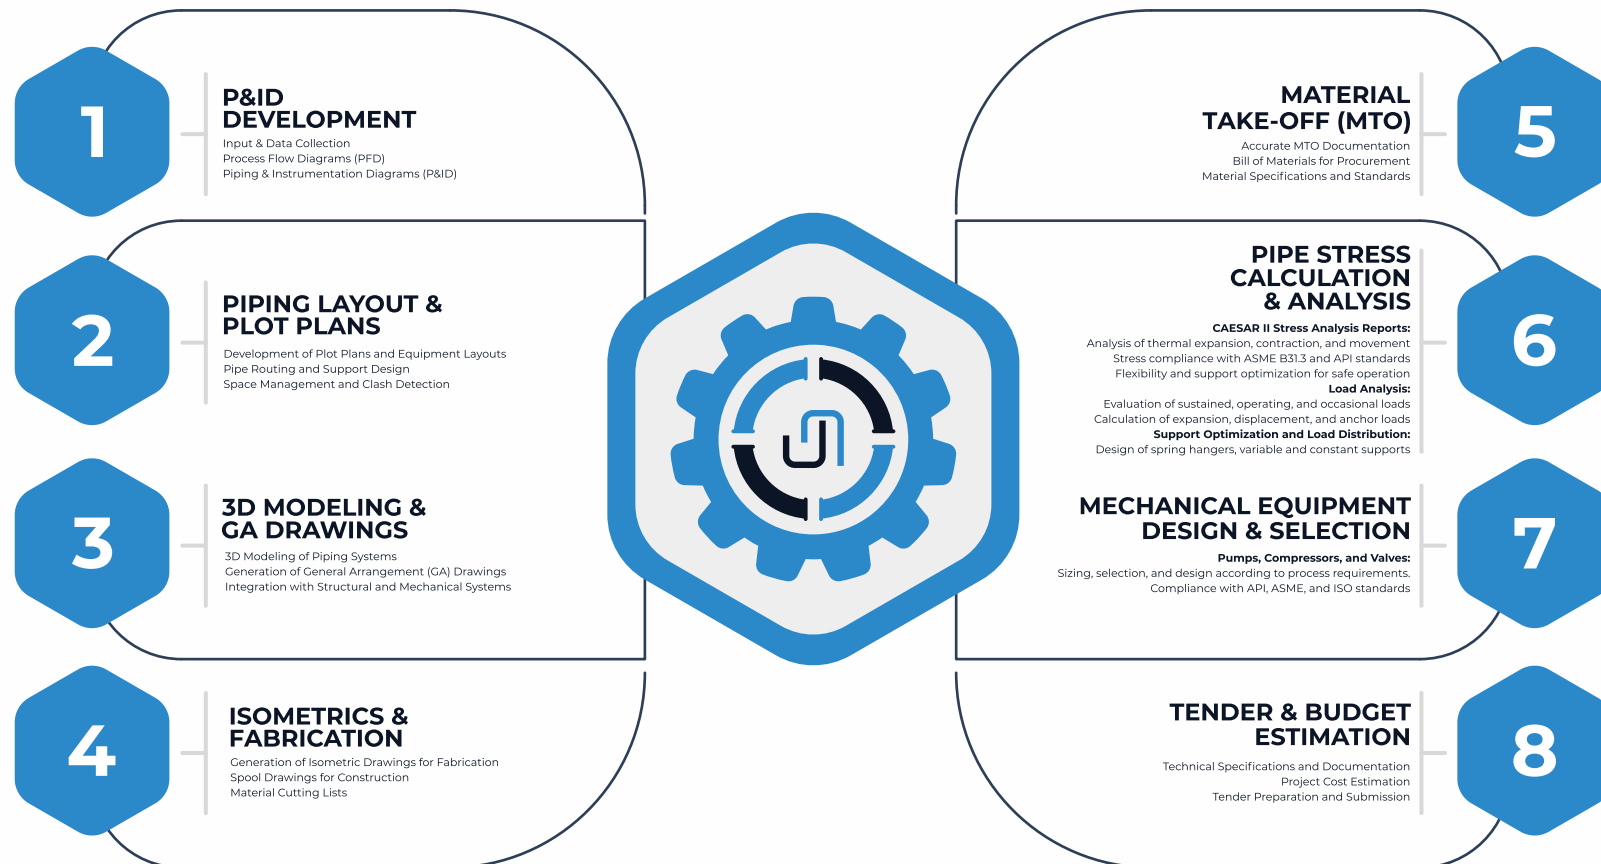 1
P&ID
DEVELOPMENT
Input & Data Collection
Process Flow Diagrams (PFD)
Piping & Instrumentation Diagrams (P&ID)
2
PIPING LAYOUT &
PLOT PLANS
Development of Plot Plans and Equipment Layouts
Pipe Routing and Support Design
Space Management and Clash Detection
3
3D MODELING &
GA DRAWINGS
3D Modeling of Piping Systems
Generation of General Arrangement (GA) Drawings
Integration with Structural and Mechanical Systems
4
ISOMETRICS &
FABRICATION
Generation of Isometric Drawings for Fabrication
Spool Drawings for Construction
Material Cutting Lists
5
MATERIAL
TAKE-OFF (MTO)
Accurate MTO Documentation
Bill of Materials for Procurement
Material Specifications and Standards
6
PIPE STRESS
CALCULATION
& ANALYSIS
CAESAR II Stress Analysis Reports:
Analysis of thermal expansion, contraction, and movement
Stress compliance with ASME B31.3 and API standards
Flexibility and support optimization for safe operation
Load Analysis:
Evaluation of sustained, operating, and occasional loads
Calculation of expansion, displacement, and anchor loads
Support Optimization and Load Distribution:
Design of spring hangers, variable and constant supports
7
MECHANICAL EQUIPMENT
DESIGN & SELECTION
Pumps, Compressors, and Valves:
Sizing, selection, and design according to process requirements.
Compliance with API, ASME, and ISO standards
8
TENDER & BUDGET
ESTIMATION
Technical Specifications and Documentation
Project Cost Estimation
Tender Preparation and Submission